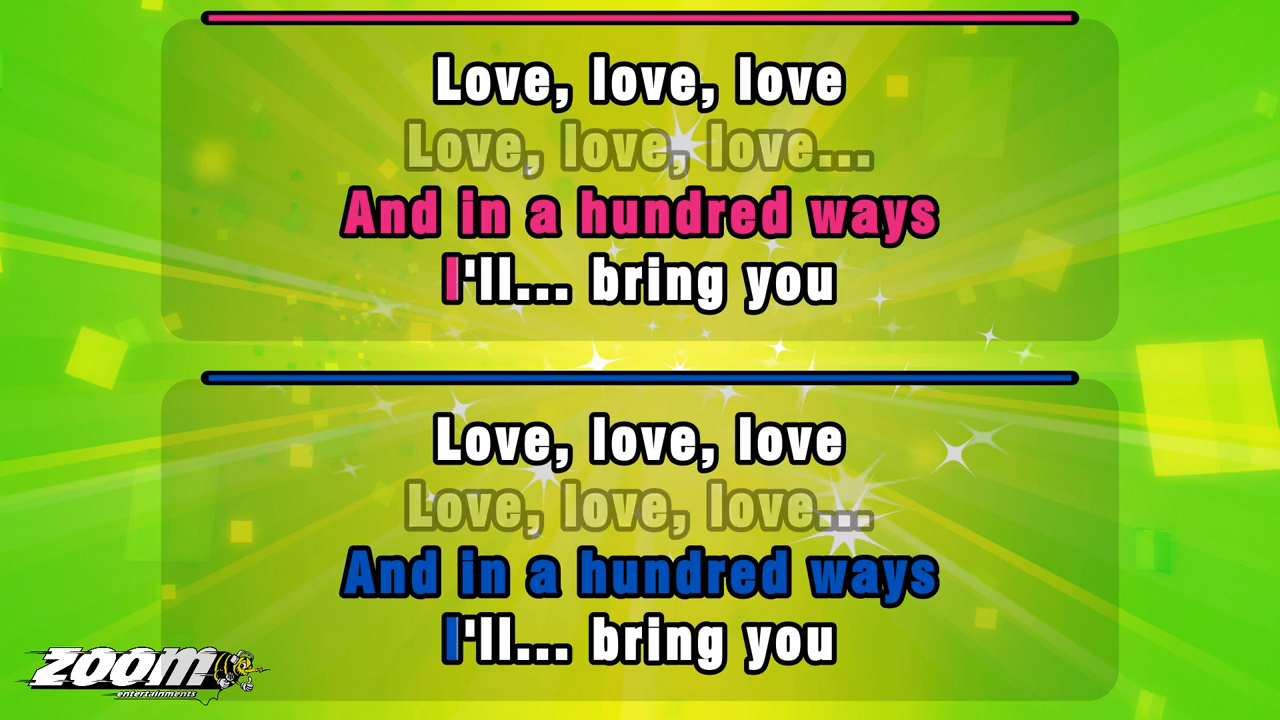 Love, love, love
Love, love, love...
And in a hundred ways
I'll... bring you
Love, love, love
Love, love, love...
And in a hundred ways
I'll... bring you
zoom
entertainments